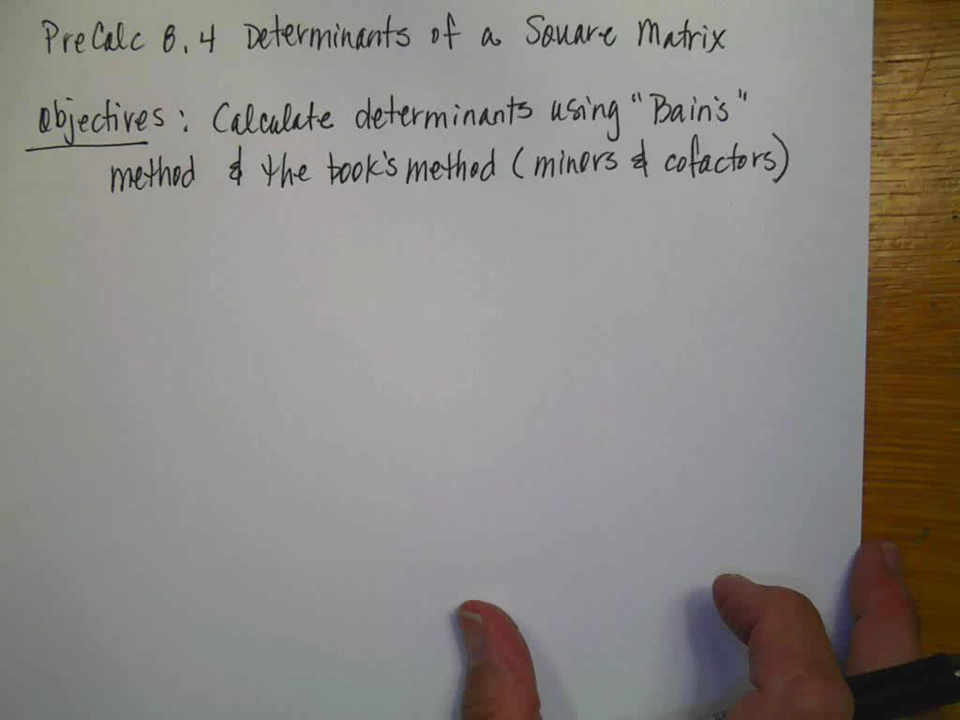 PreCalc 8.4 Determinants of a Square Matrix
Objectives: Calculate determinants using "Bain's"
method & the book's method (minors & cofactors)